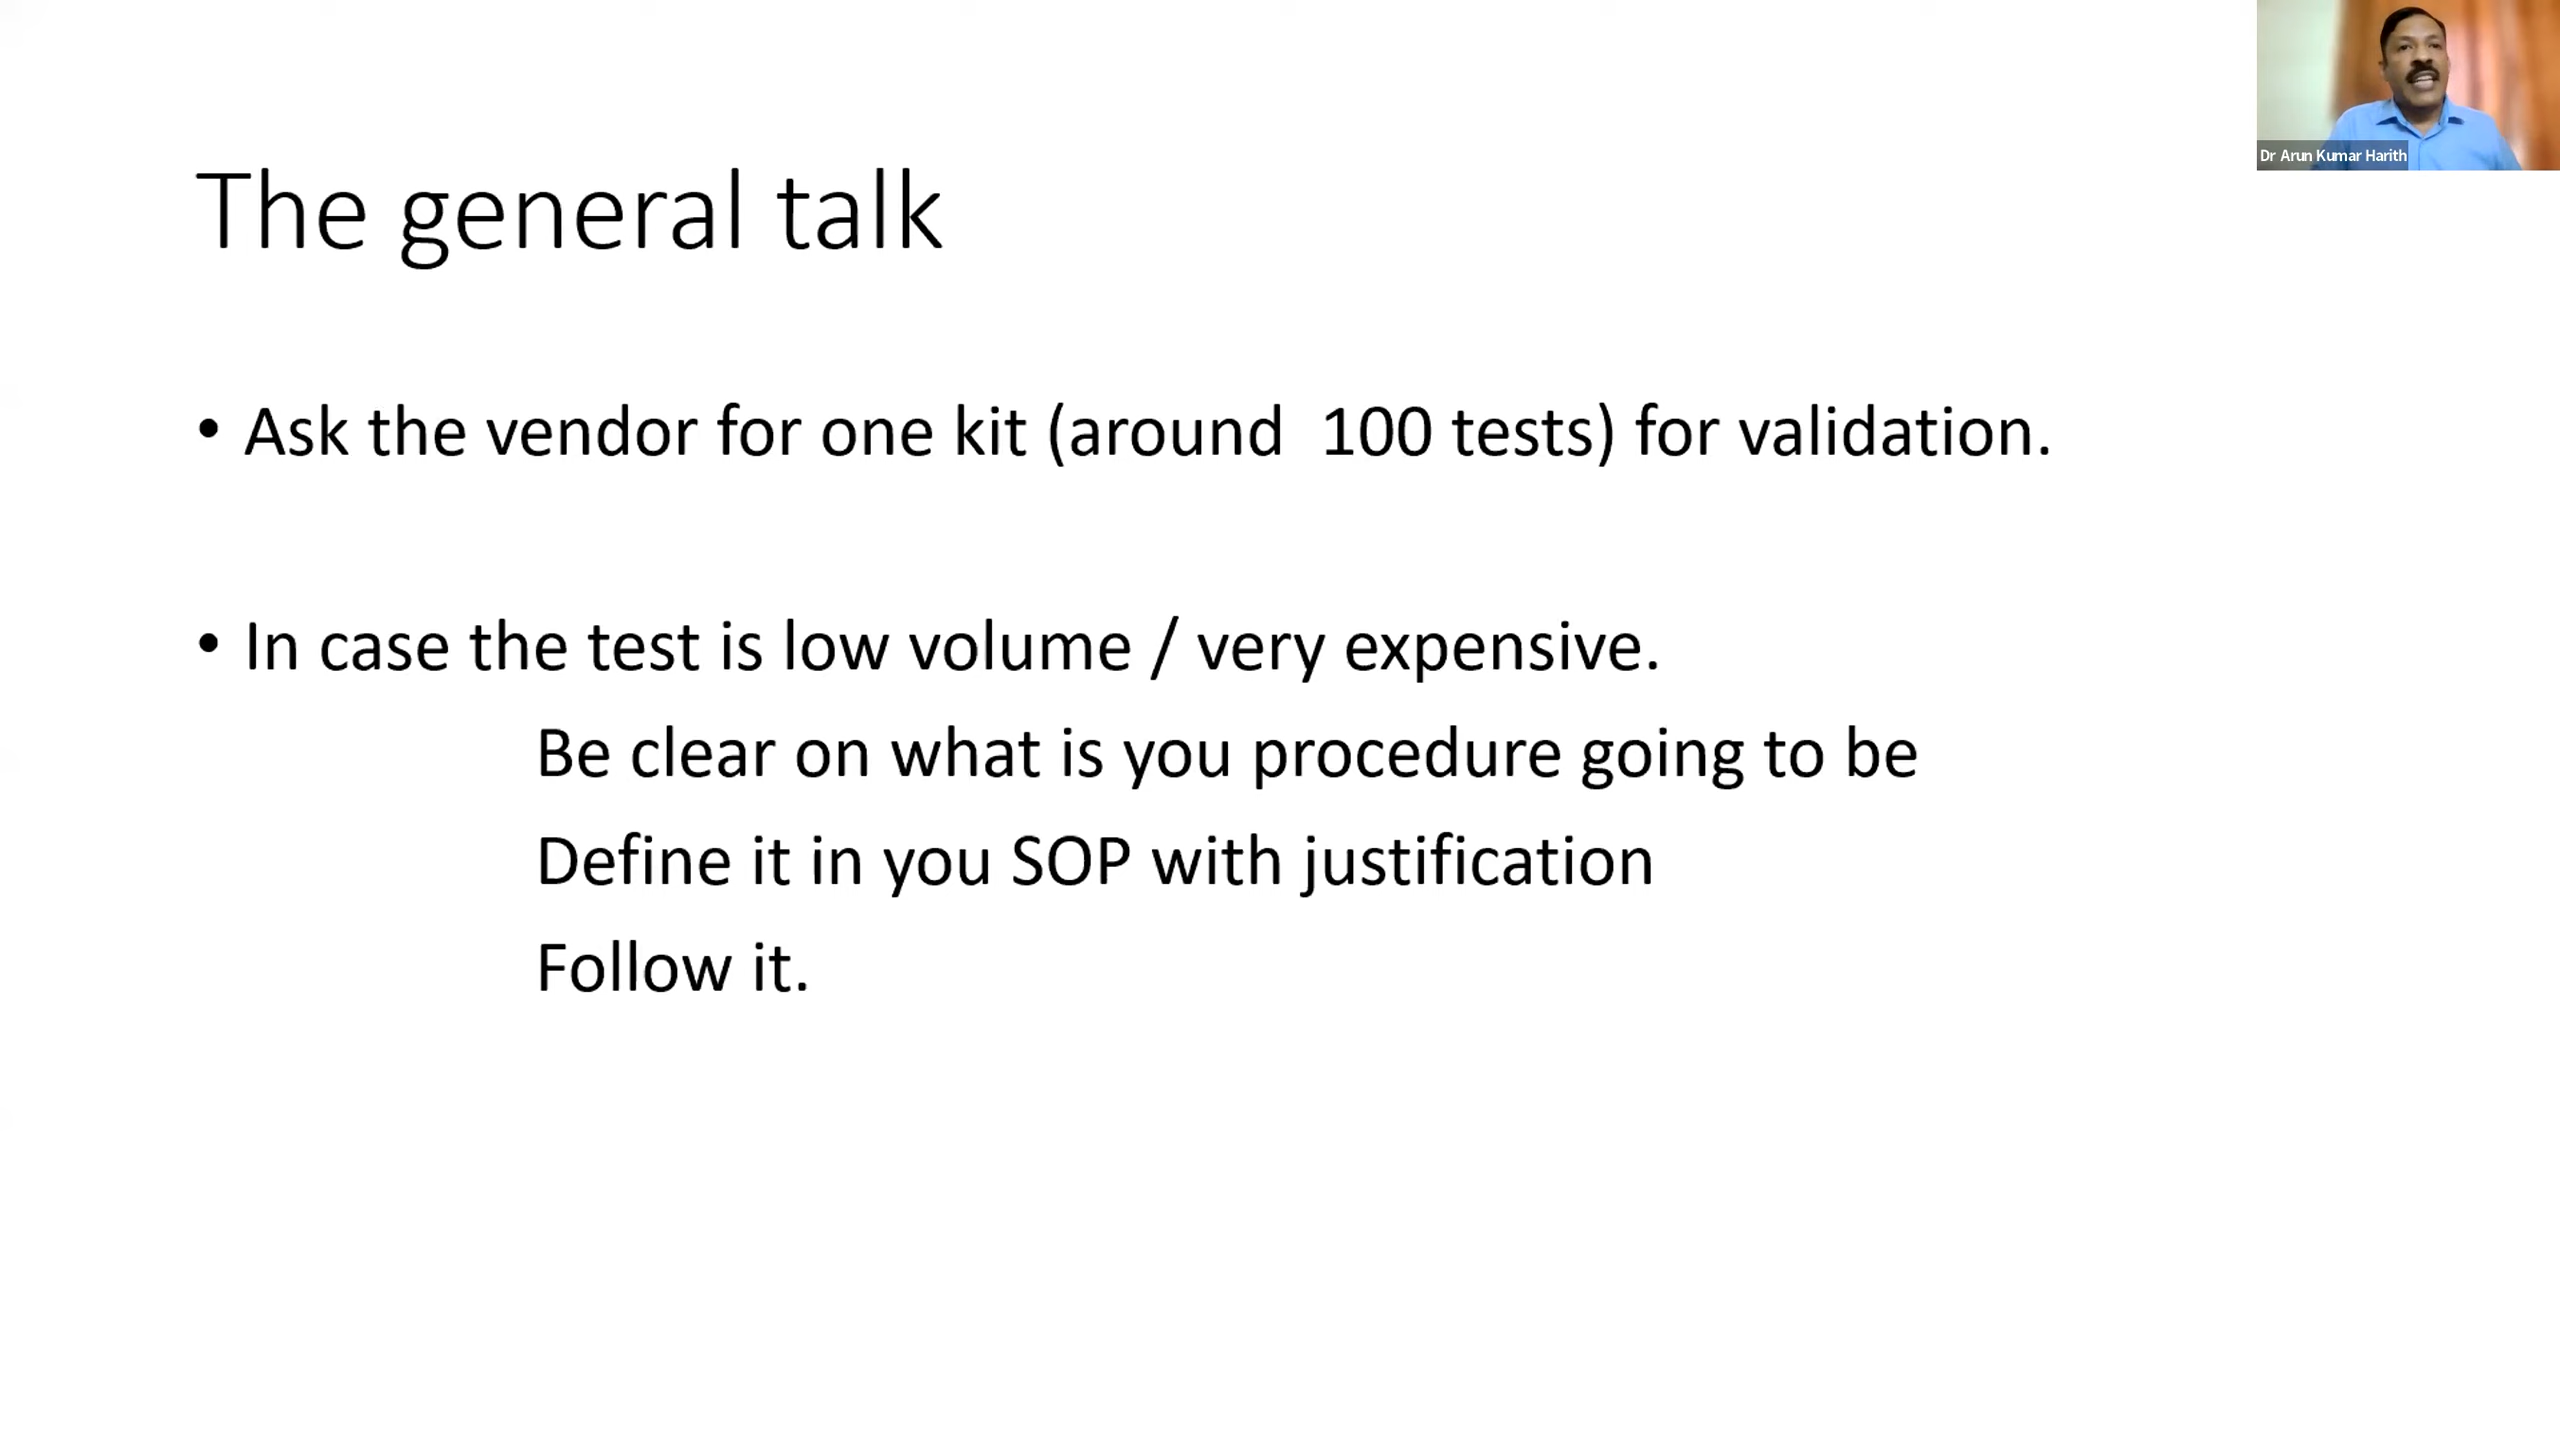 Dr Arun Kumar Harith
The general talk
• Ask the vendor for one kit (around  100 tests) for validation.
• In case the test is low volume / very expensive.
Be clear on what is you procedure going to be
Define it in you SOP with justification
Follow it.